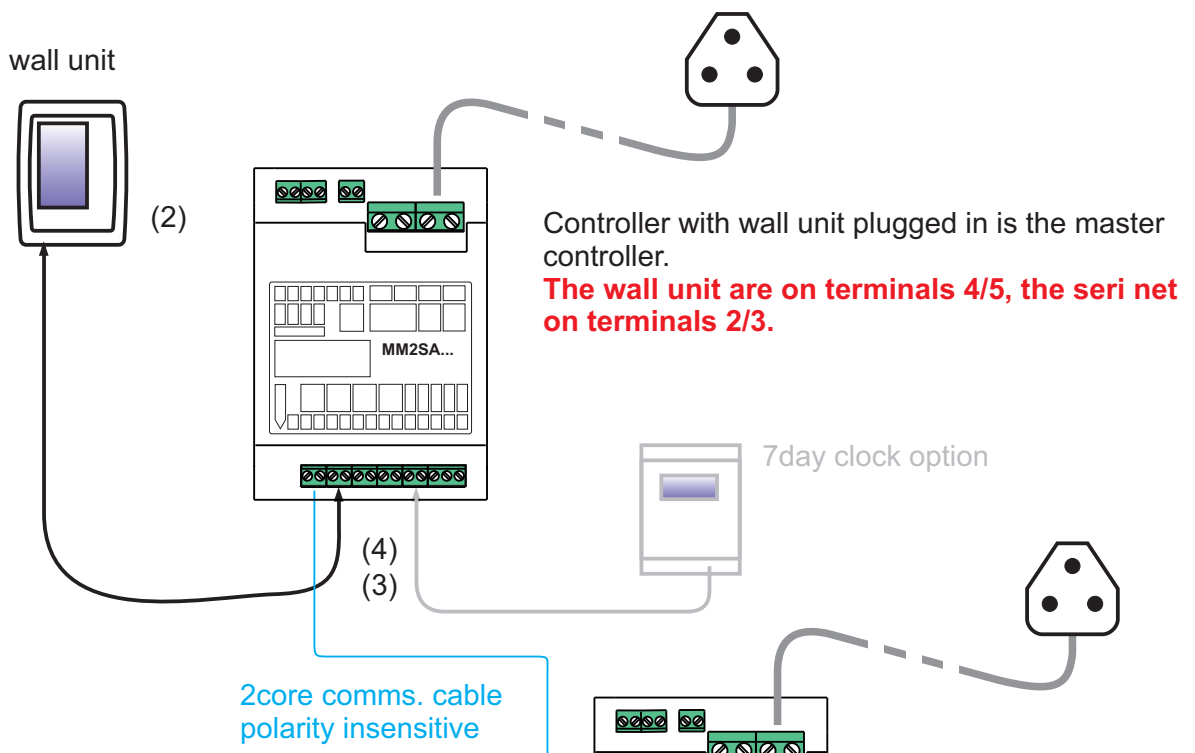 wall unit
(2)
Controller with wall unit plugged in is the master
controller.
The wall unit are on terminals 4/5, the seri net
on terminals 2/3.
MM2SA...
7day clock option
(4)
(3)
2core comms. cable
polarity insensitive